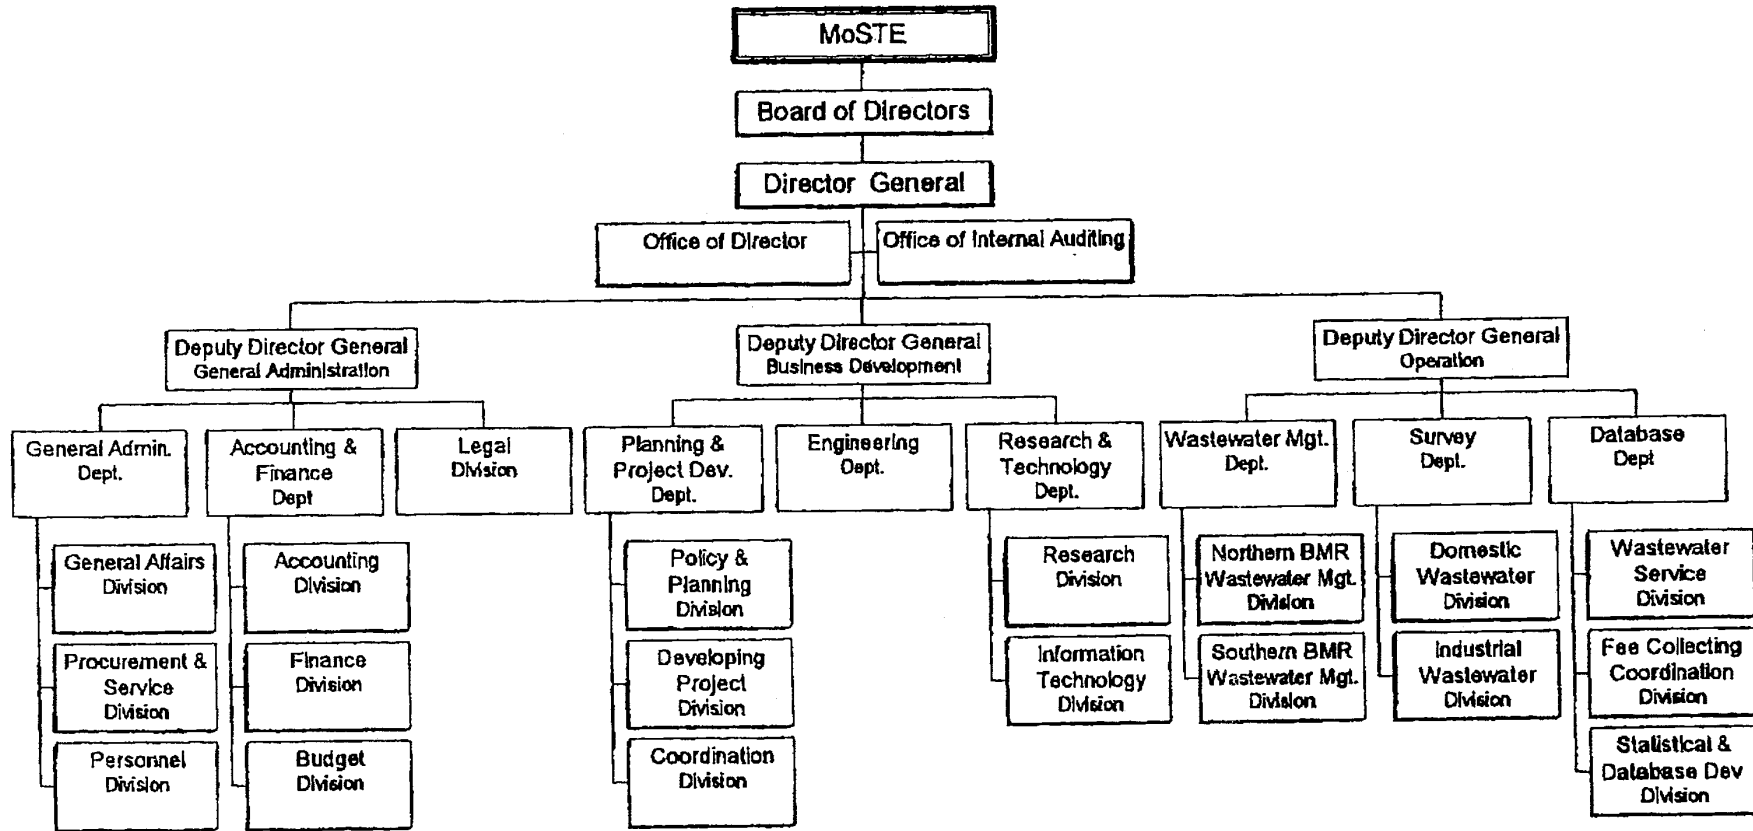 MoSTE
Board of Directors
Director General
Office of Director
Office of Internal Auditing
Deputy Director General
General Administration
Deputy Director General
Business Development
Deputy Director General
Operation
General Admin.
Dept.
Accounting &
Finance
Dept
Legal
Division
Planning &
Project Dev.
Dept.
Engineering
Dept.
Research &
Technology
Dept.
Wastewater Mgt.
Dept.
Survey
Dept.
Database
Dept
General Affairs
Division
Procurement &
Service
Division
Personnel
Division
Accounting
Division
Finance
Division
Budget
Division
Policy &
Planning
Division
Developing
Project
Division
Coordination
Division
Research
Division
Information
Technology
Division
Northern BMR
Wastewater Mgt.
Division
Southern BMR
Wastewater Mgt.
Division
Domestic
Wastewater
Division
Industrial
Wastewater
Division
Wastewater
Service
Division
Fee Collecting
Coordination
Division
Statistical &
Database Dev
Division